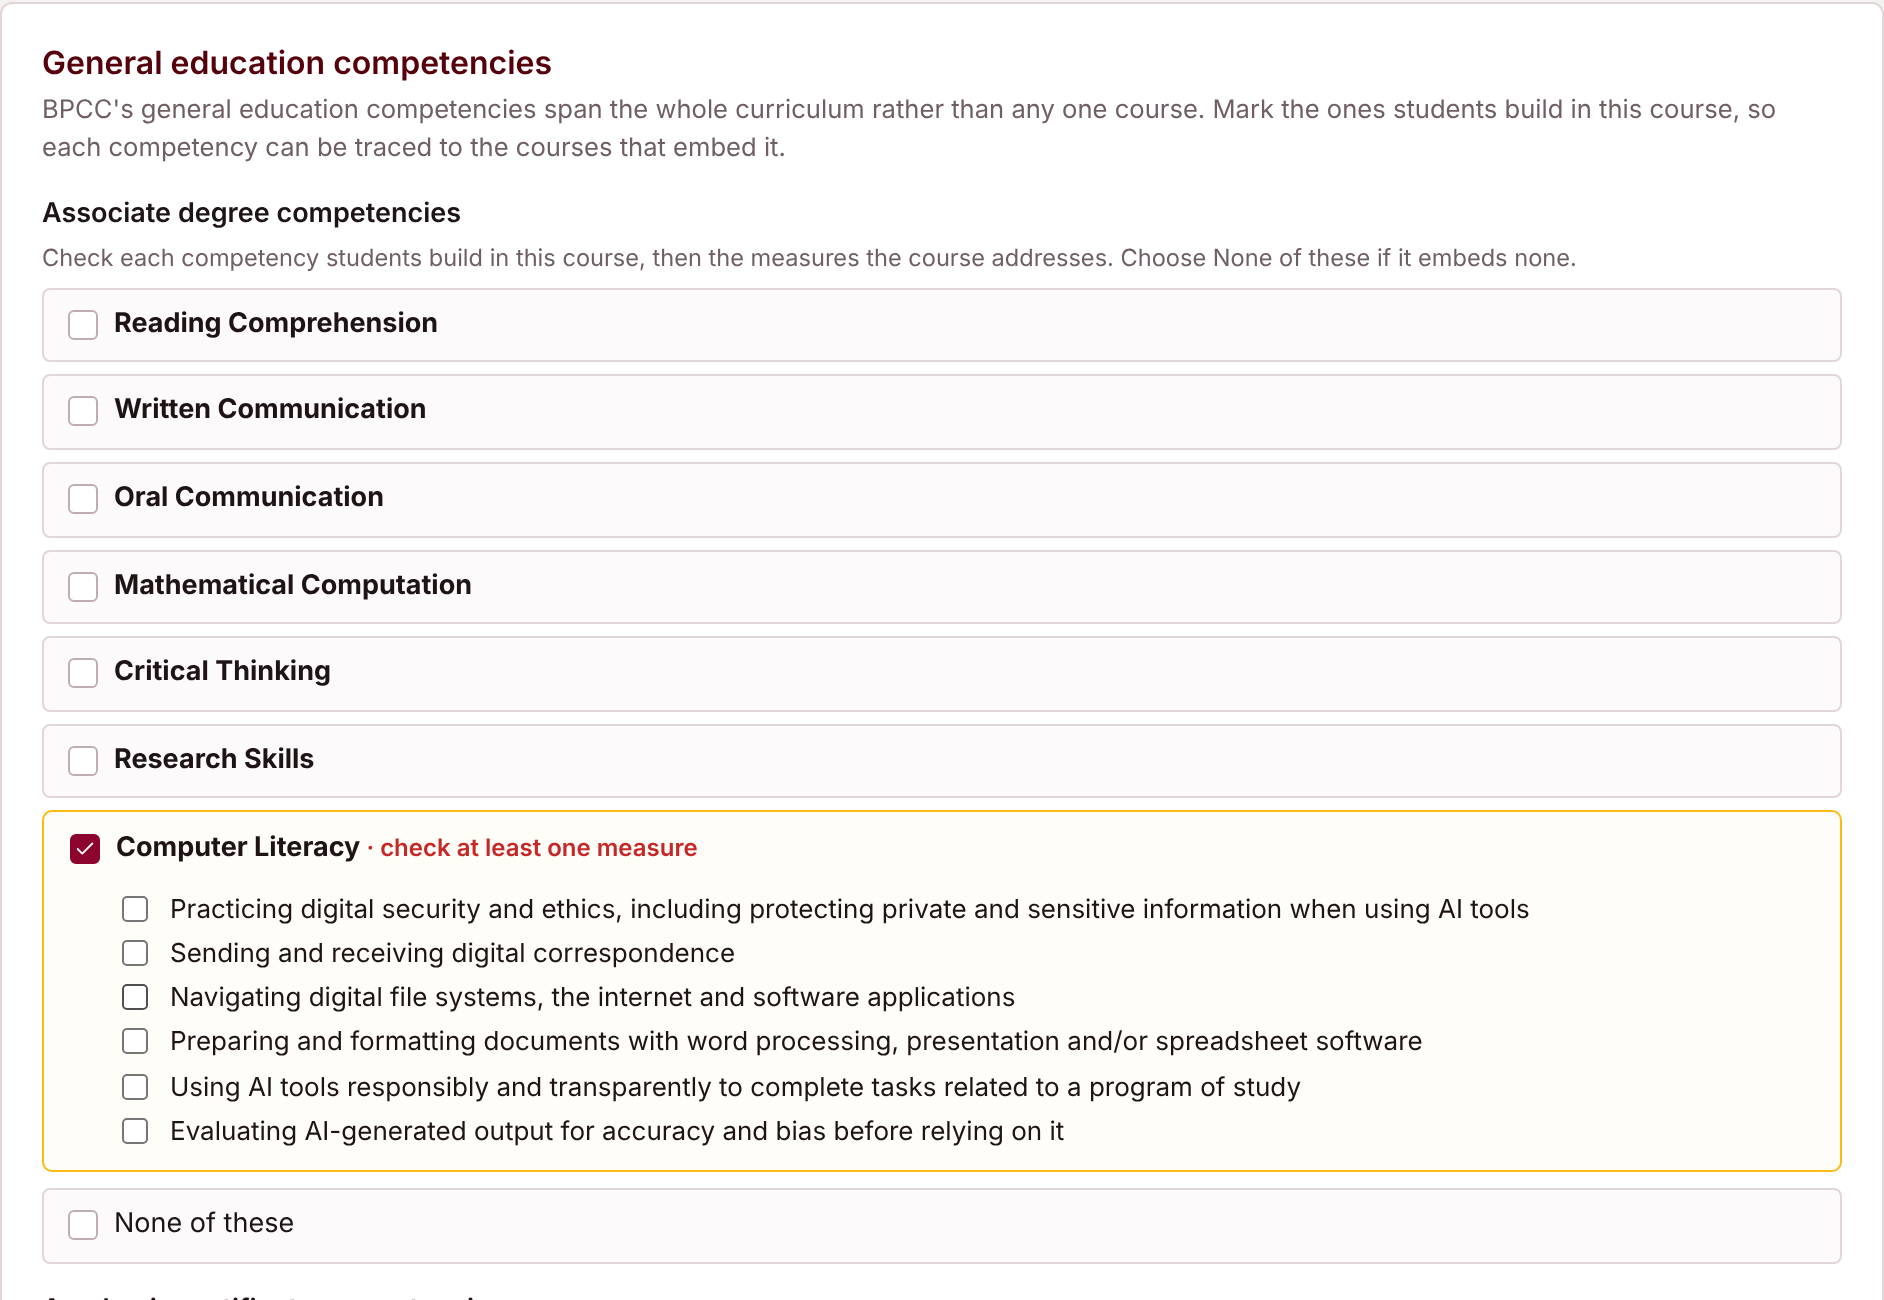 General education competencies
BPCC's general education competencies span the whole curriculum rather than any one course. Mark the ones students build in this course, so
each competency can be traced to the courses that embed it.
Associate degree competencies
Check each competency students build in this course, then the measures the course addresses. Choose None of these if it embeds none.
Reading Comprehension
Written Communication
Oral Communication
Mathematical Computation
Critical Thinking
Research Skills
Computer Literacy · check at least one measure
Practicing digital security and ethics, including protecting private and sensitive information when using AI tools
Sending and receiving digital correspondence
Navigating digital file systems, the internet and software applications
Preparing and formatting documents with word processing, presentation and/or spreadsheet software
Using AI tools responsibly and transparently to complete tasks related to a program of study
Evaluating AI-generated output for accuracy and bias before relying on it
None of these